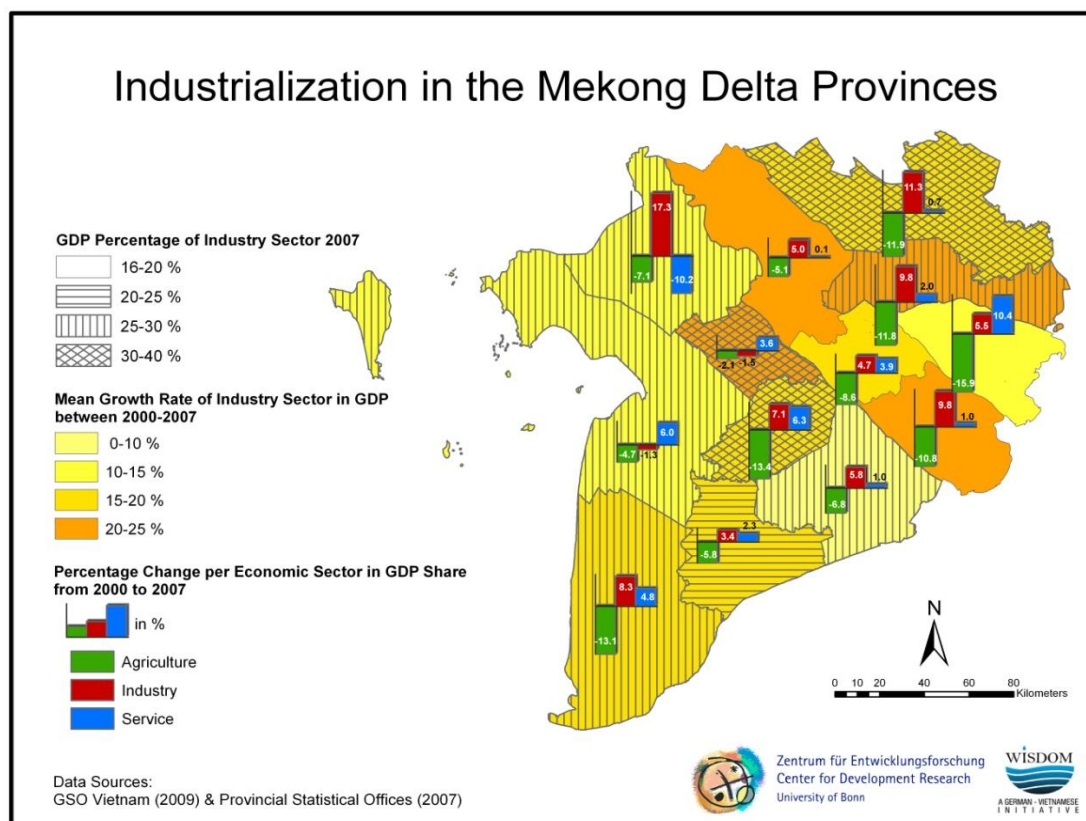 Industrialization in the Mekong Delta Provinces
GDP Percentage of Industry Sector 2007
16-20 %
20-25 %
25-30 %
30-40 %
Mean Growth Rate of Industry Sector in GDP
between 2000-2007
0-10 %
10-15 %
15-20 %
20-25 %
Percentage Change per Economic Sector in GDP Share
from 2000 to 2007
in %
Agriculture
Industry
Service
Data Sources:
GSO Vietnam (2009) & Provincial Statistical Offices (2007)
-7.1 17.3 -10.2
-5.1 5.0 0.1
-11.9 11.3 0.7
-11.8 9.8 2.0
-15.9 5.5 10.4
-2.1 -1.5 3.6
-8.6 4.7 3.9
-10.8 9.8 1.0
-13.4 7.1 6.3
-4.7 -1.3 6.0
-6.8 5.8 1.0
-5.8 3.4 2.3
-13.1 8.3 4.8
N
0 10 20 40 60 80
Kilometers
Zentrum für Entwicklungsforschung
Center for Development Research
University of Bonn
WISDOM
A GERMAN - VIETNAMESE
INITIATIVE